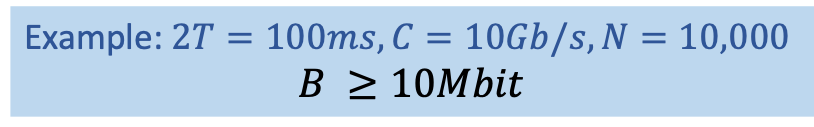 Example: 2T = 100ms, C = 10Gb/s, N = 10,000
B ≥ 10Mbit